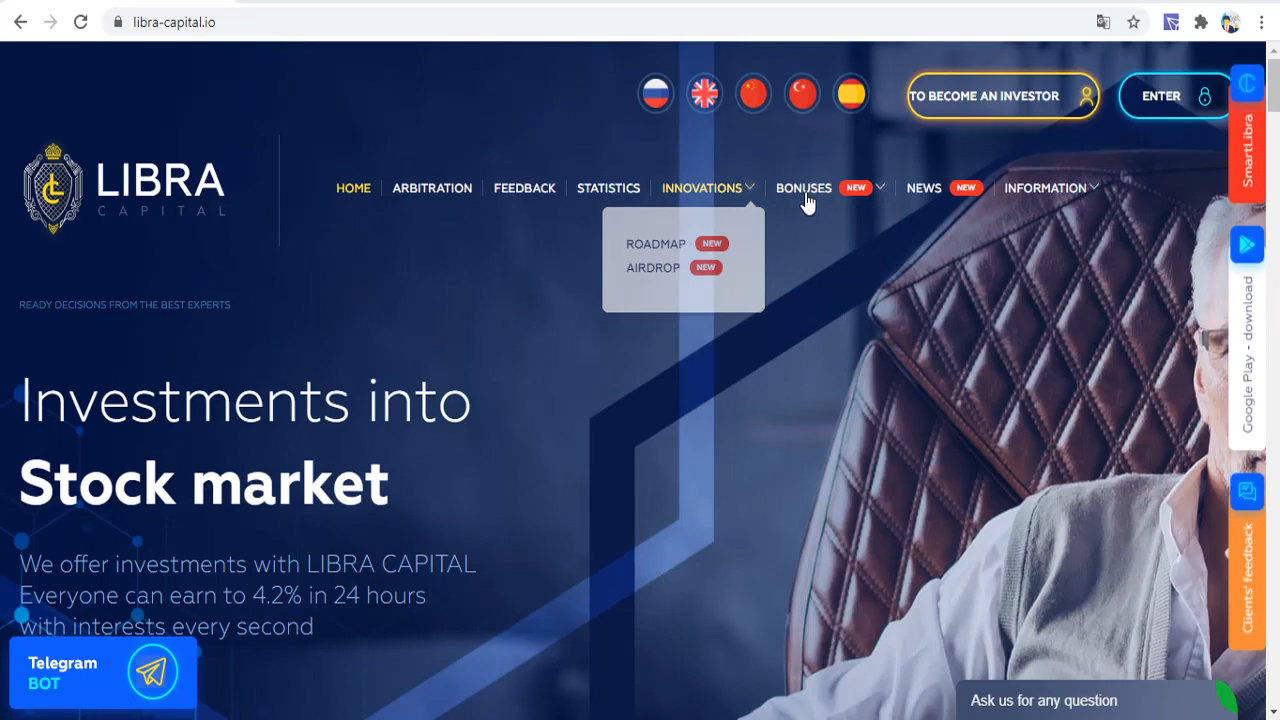 libra-capital.io
TO BECOME AN INVESTOR
ENTER
LIBRA
CAPITAL
HOME
ARBITRATION
FEEDBACK
STATISTICS
INNOVATIONS
BONUSES NEW
NEWS NEW
INFORMATION
ROADMAP NEW
AIRDROP NEW
READY DECISIONS FROM THE BEST EXPERTS
Investments into
Stock market
We offer investments with LIBRA CAPITAL
Everyone can earn to 4.2% in 24 hours
with interests every second
Telegram
BOT
SmartLibra
Google Play - download
Clients' feedback
Ask us for any question